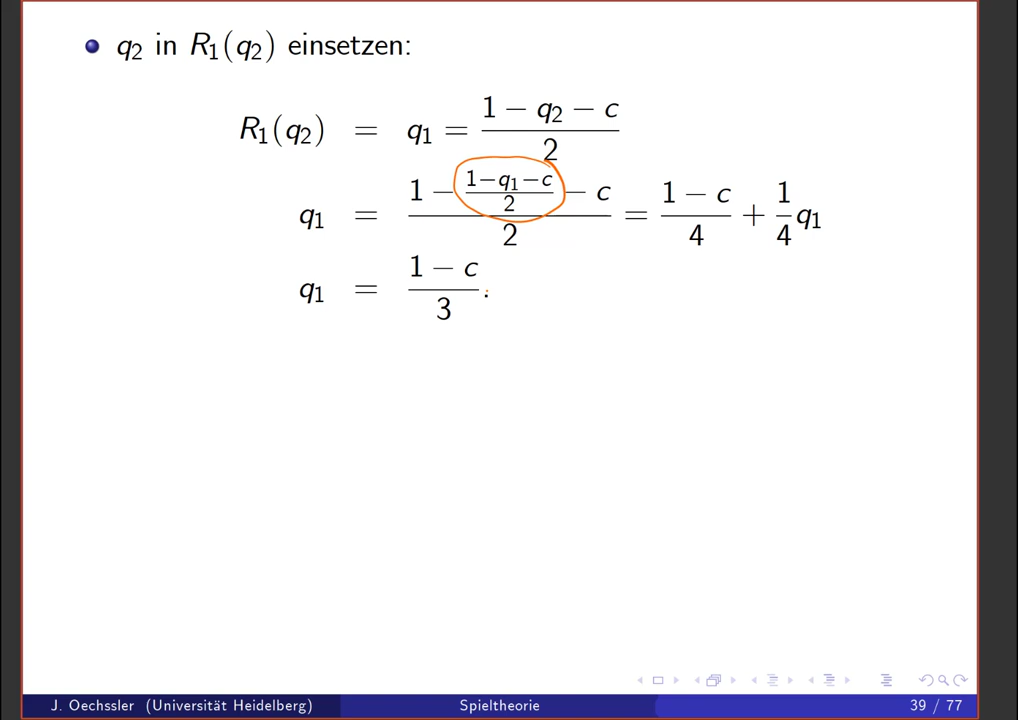 q₂ in R₁(q₂) einsetzen:
R₁(q₂) = q₁ = (1 − q₂ − c)/2
q₁ = (1 − (1−q₁−c)/2 − c)/2 = (1 − c)/4 + 1/4 q₁
q₁ = (1 − c)/3.
J. Oechssler (Universität Heidelberg) Spieltheorie 39 / 77